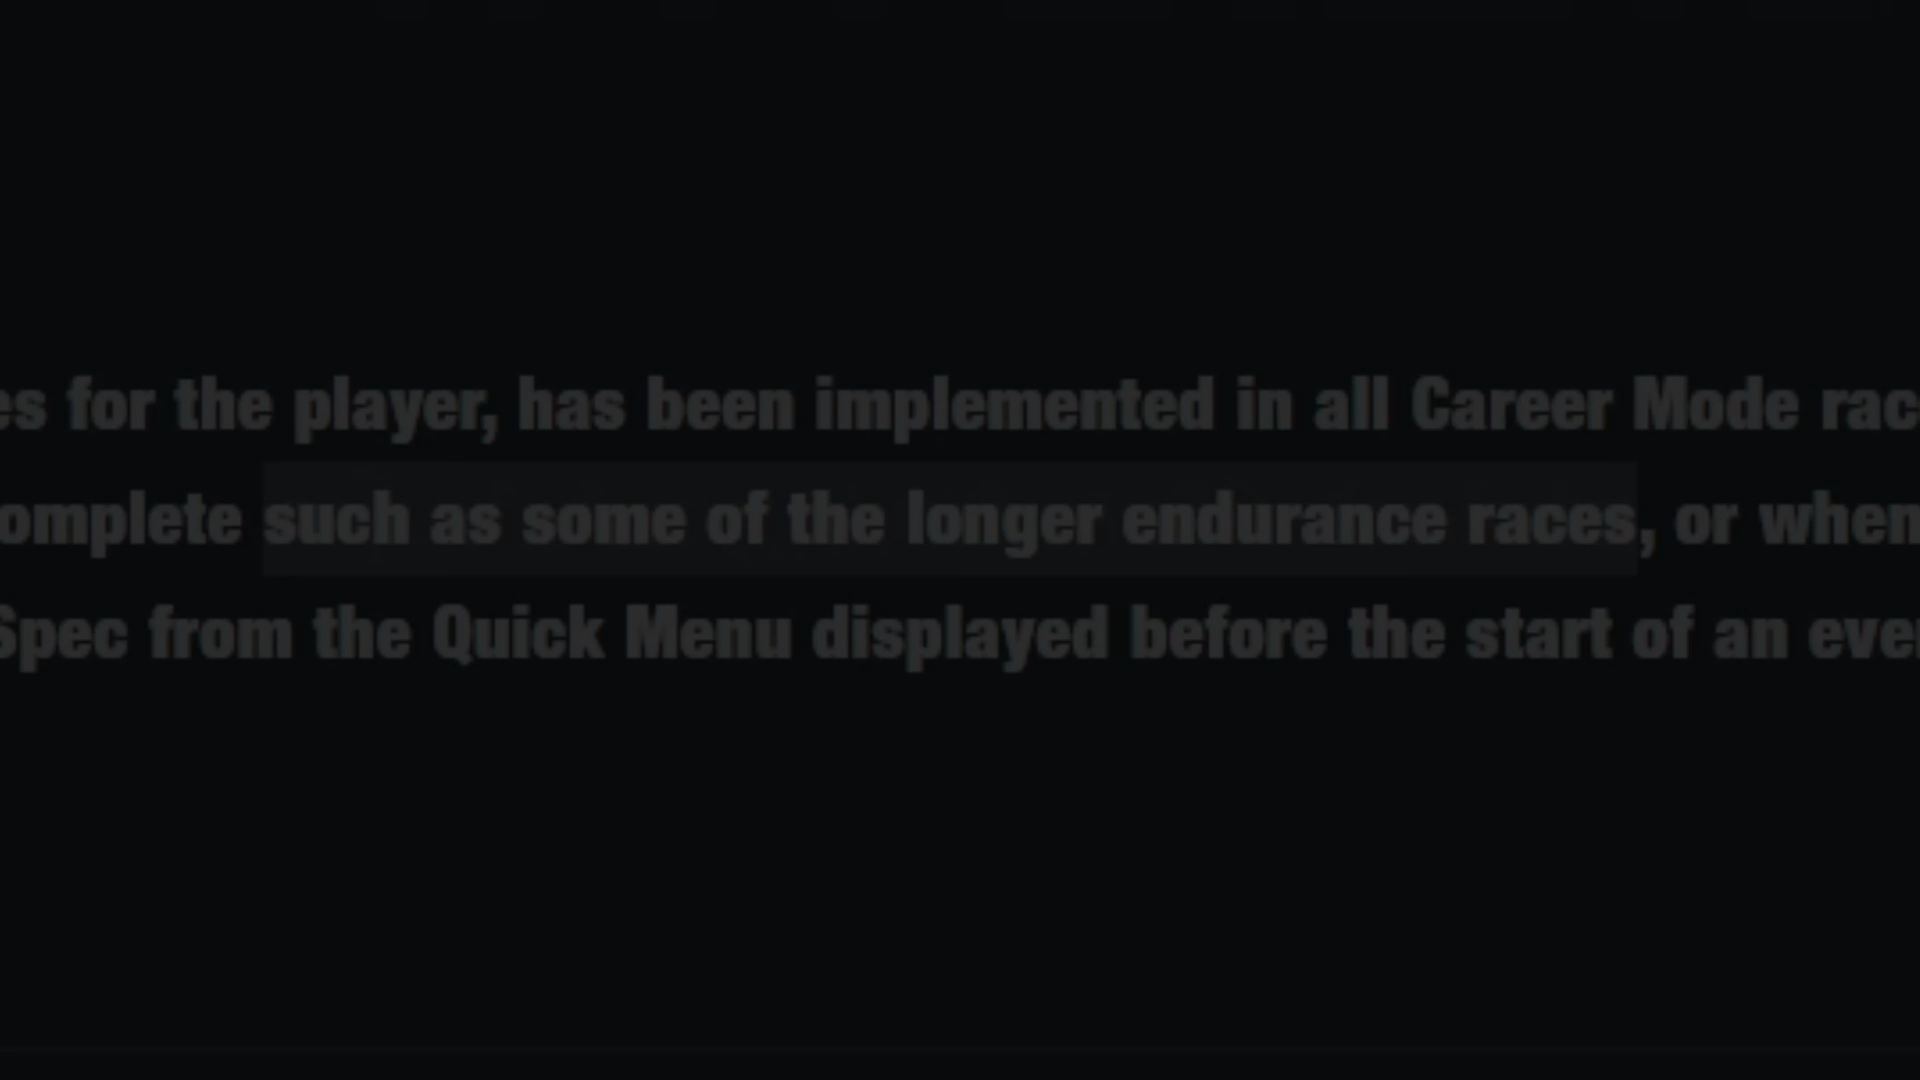 es for the player, has been implemented in all Career Mode rac
omplete such as some of the longer endurance races, or when
Spec from the Quick Menu displayed before the start of an eve